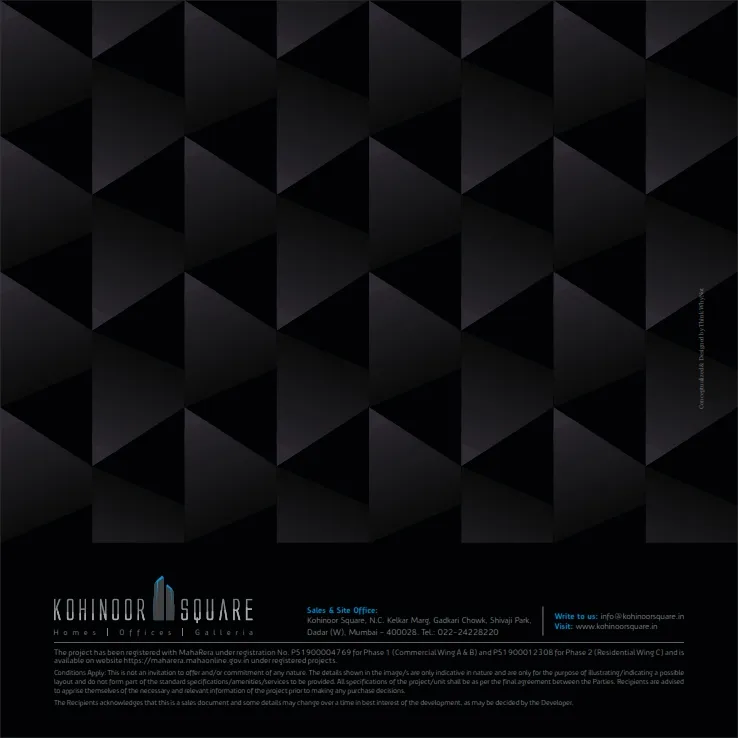 Conceptualized & Designed by Think WhyNot
KOHINOOR SQUARE
Homes | Offices | Galleria
Sales & Site Office:
Kohinoor Square, N.C. Kelkar Marg, Gadkari Chowk, Shivaji Park,
Dadar (W), Mumbai - 400028. Tel.: 022-24228220
Write to us: info@kohinoorsquare.in
Visit: www.kohinoorsquare.in
The project has been registered with MahaRera under registration No. P51900004769 for Phase 1 (Commercial Wing A & B) and P51900012308 for Phase 2 (Residential Wing C) and is
available on website https://maharera.mahaonline.gov.in under registered projects.
Conditions Apply: This is not an invitation to offer and/or commitment of any nature. The details shown in the image/s are only indicative in nature and are only for the purpose of illustrating/indicating a possible
layout and do not form part of the standard specifications/amenities/services to be provided. All specifications of the project/unit shall be as per the final agreement between the Parties. Recipients are advised
to apprise themselves of the necessary and relevant information of the project prior to making any purchase decisions.
The Recipients acknowledges that this is a sales document and some details may change over a time in best interest of the development, as may be decided by the Developer.